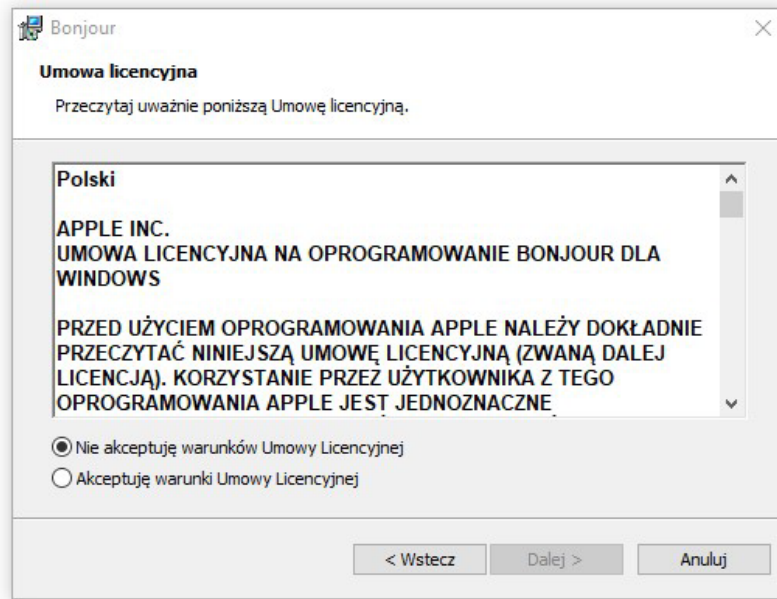 Bonjour
Umowa licencyjna
Przeczytaj uważnie poniższą Umowę licencyjną.
Polski
APPLE INC.
UMOWA LICENCYJNA NA OPROGRAMOWANIE BONJOUR DLA
WINDOWS
PRZED UŻYCIEM OPROGRAMOWANIA APPLE NALEŻY DOKŁADNIE
PRZECZYTAĆ NINIEJSZĄ UMOWĘ LICENCYJNĄ (ZWANĄ DALEJ
LICENCJĄ). KORZYSTANIE PRZEZ UŻYTKOWNIKA Z TEGO
OPROGRAMOWANIA APPLE JEST JEDNOZNACZNE
Nie akceptuję warunków Umowy Licencyjnej
Akceptuję warunki Umowy Licencyjnej
< Wstecz
Dalej >
Anuluj